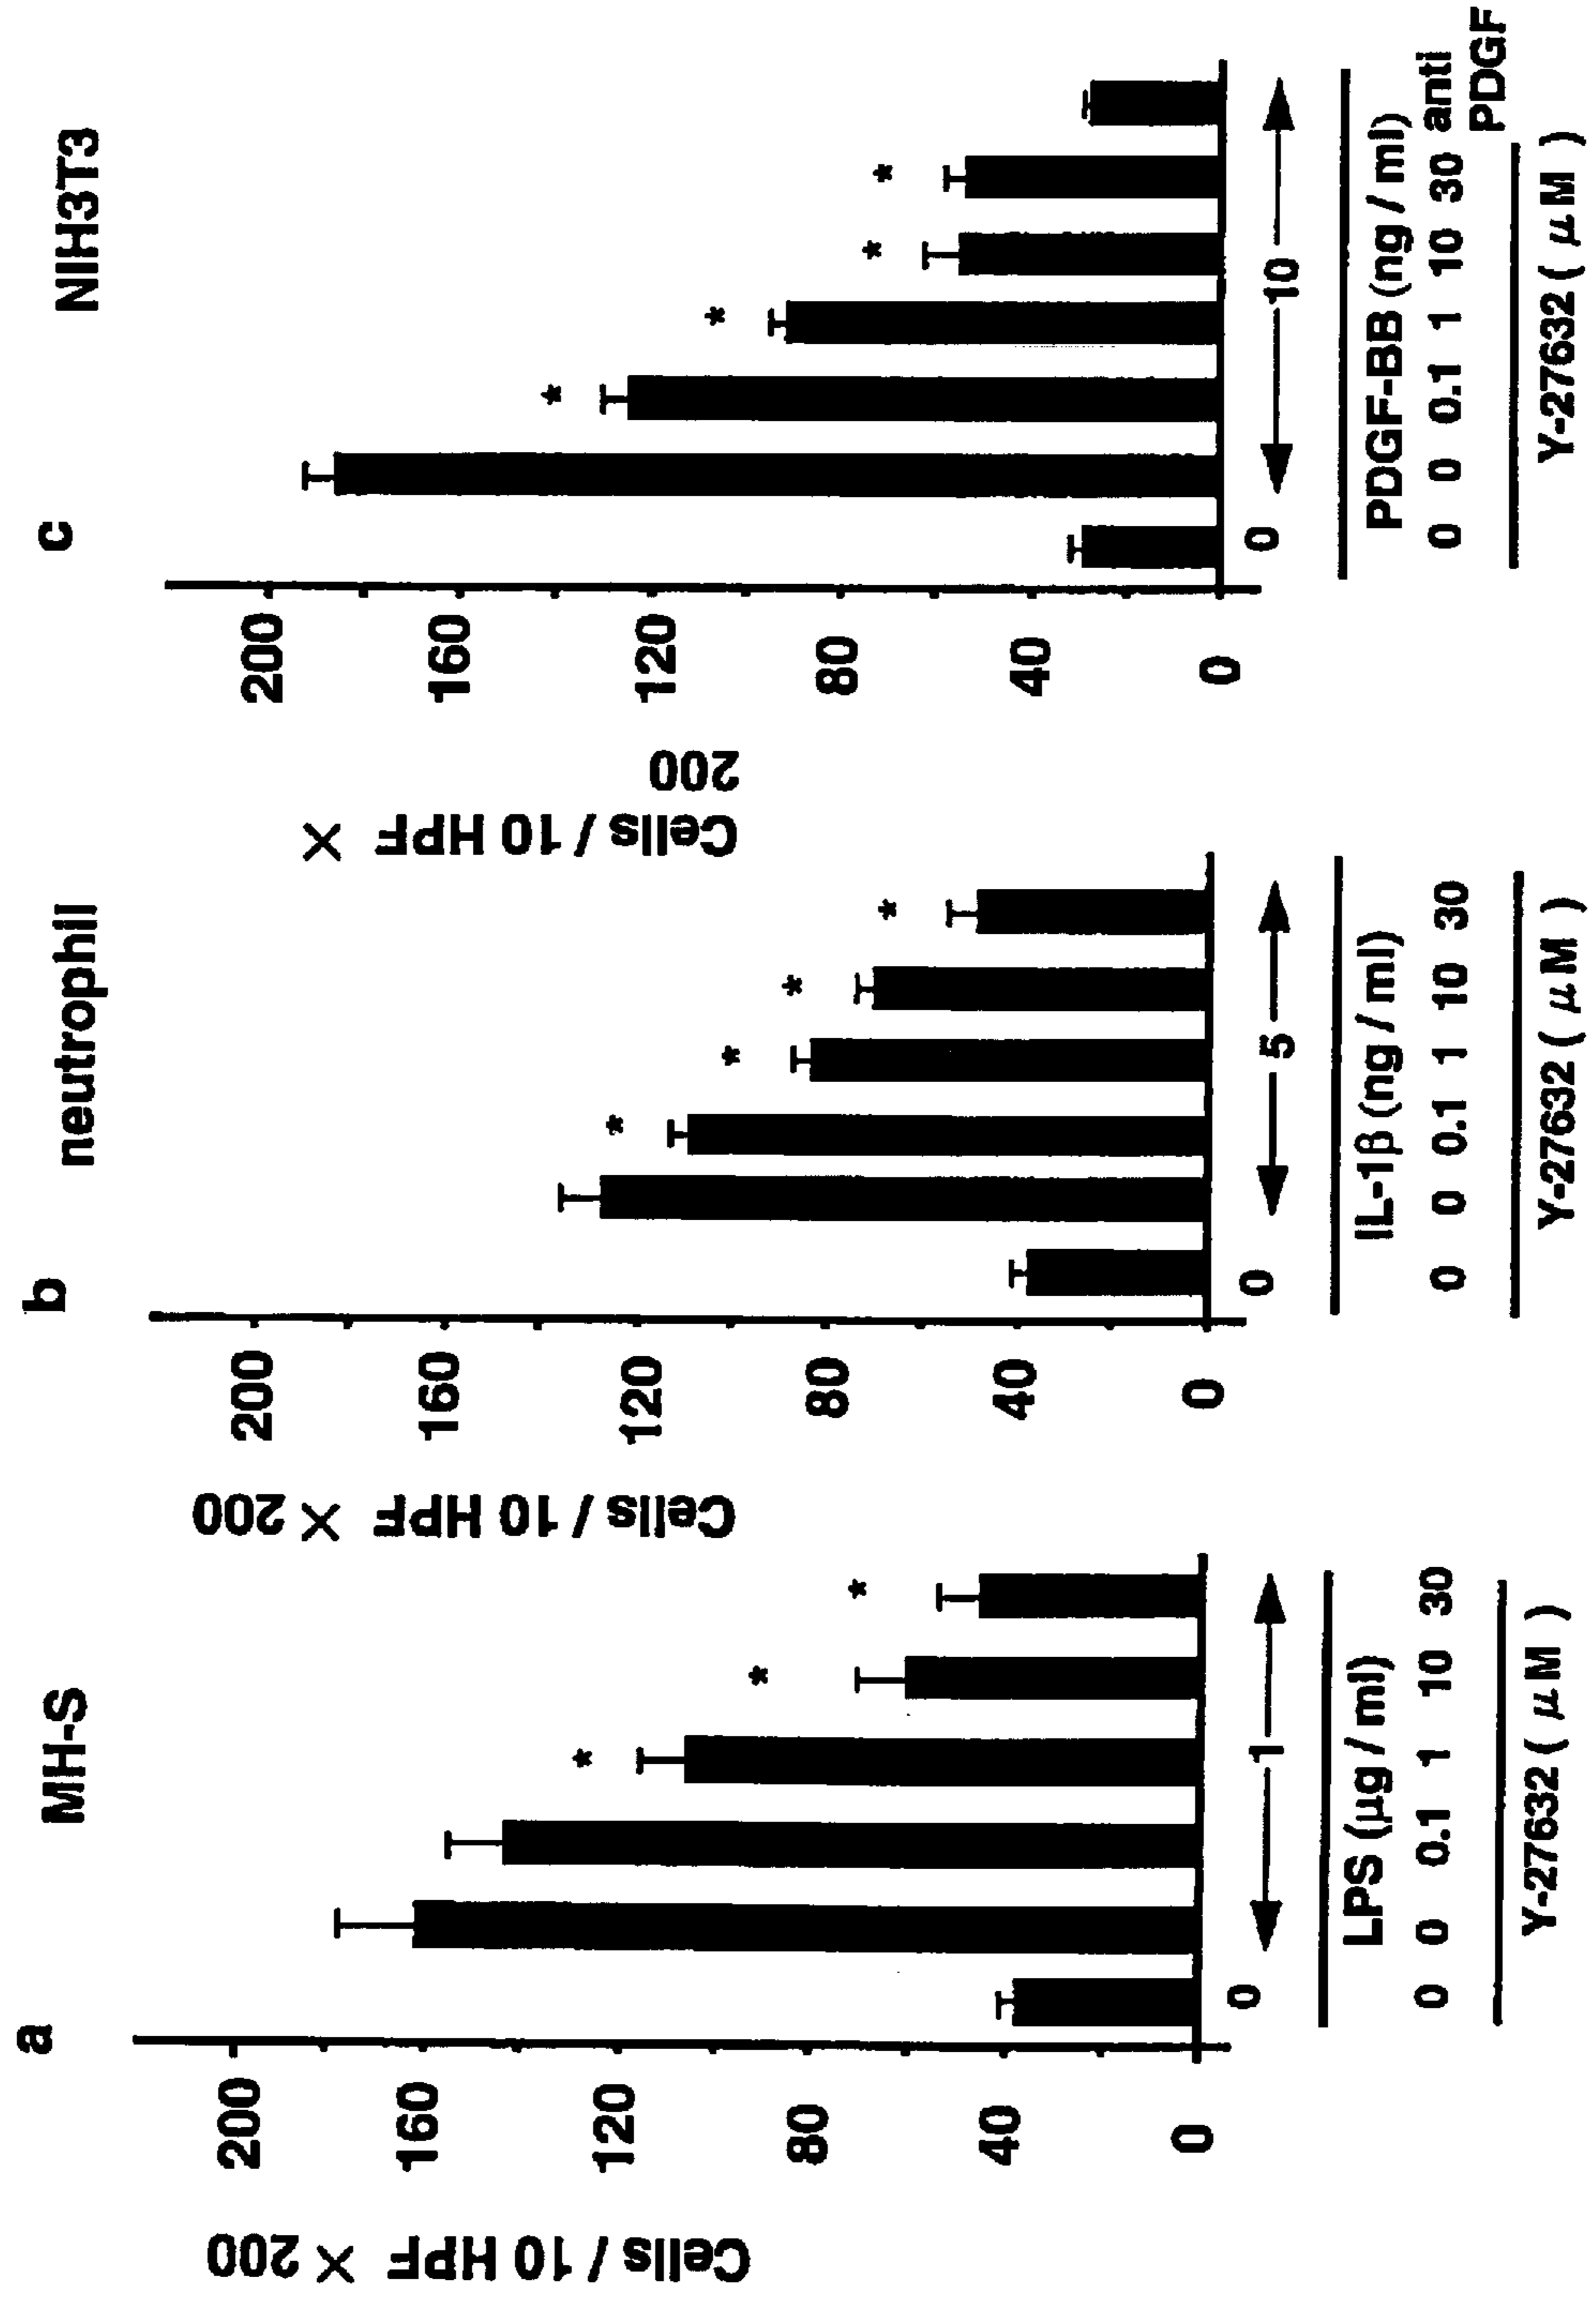 a
MH-S
Cells / 10 HPF × 200
200
160
120
80
40
0
0 1
LPS (µg / ml)
0 0 0.1 1 10 30
Y-27632 ( µM )
* * *
b
neutrophil
Cells / 10 HPF × 200
200
160
120
80
40
0
0 5
IL-1β (ng / ml)
0 0 0.1 1 10 30
Y-27632 ( µM )
* * * *
c
NIH3T3
Cells / 10 HPF ×
200
200
160
120
80
40
0
0 10
PDGF-BB (ng / ml)
0 0 0.1 1 10 30 anti
PDGF
Y-27632 ( µM )
* * * *